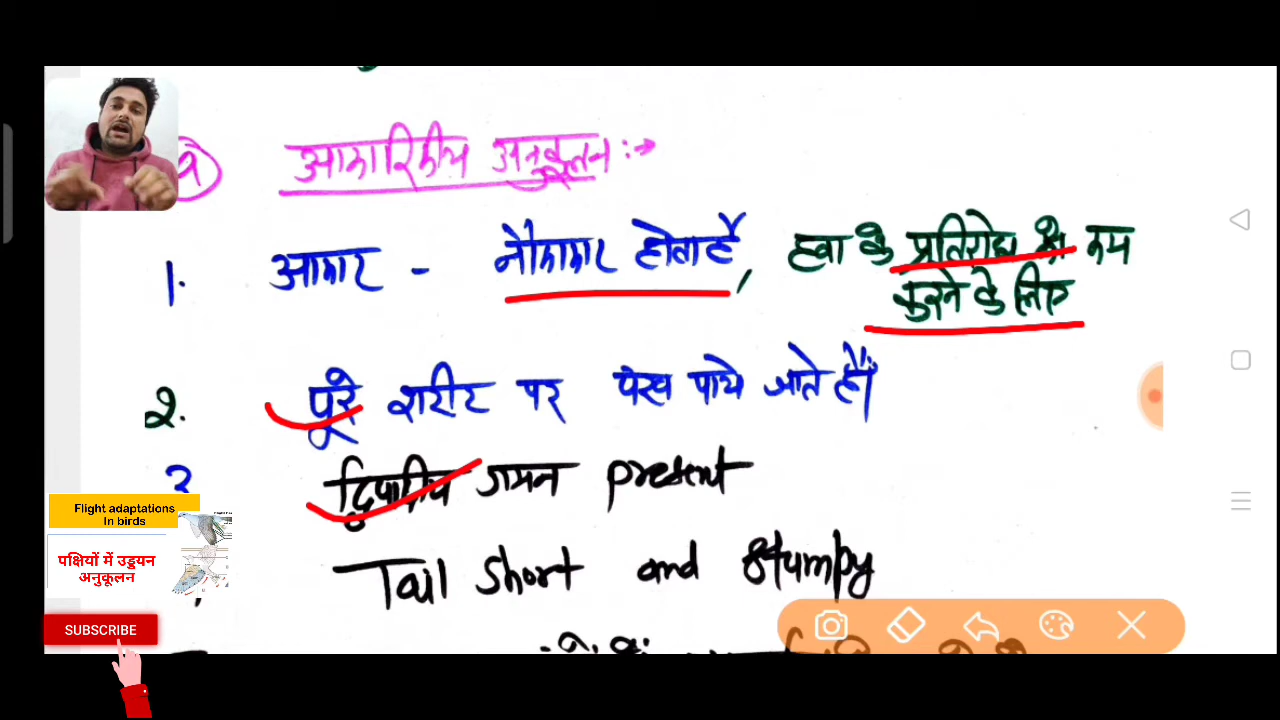 आकारिकीय अनुकूलन :→
1. आकार - नौकाकार होता है, हवा के प्रतिरोध को कम
करने के लिए
2. पूरे शरीर पर पंख पाये जाते हैं।
3. द्विपादीय गमन present
Tail short and stumpy
Flight adaptations
In birds
पक्षियों में उड्डयन
अनुकूलन
SUBSCRIBE